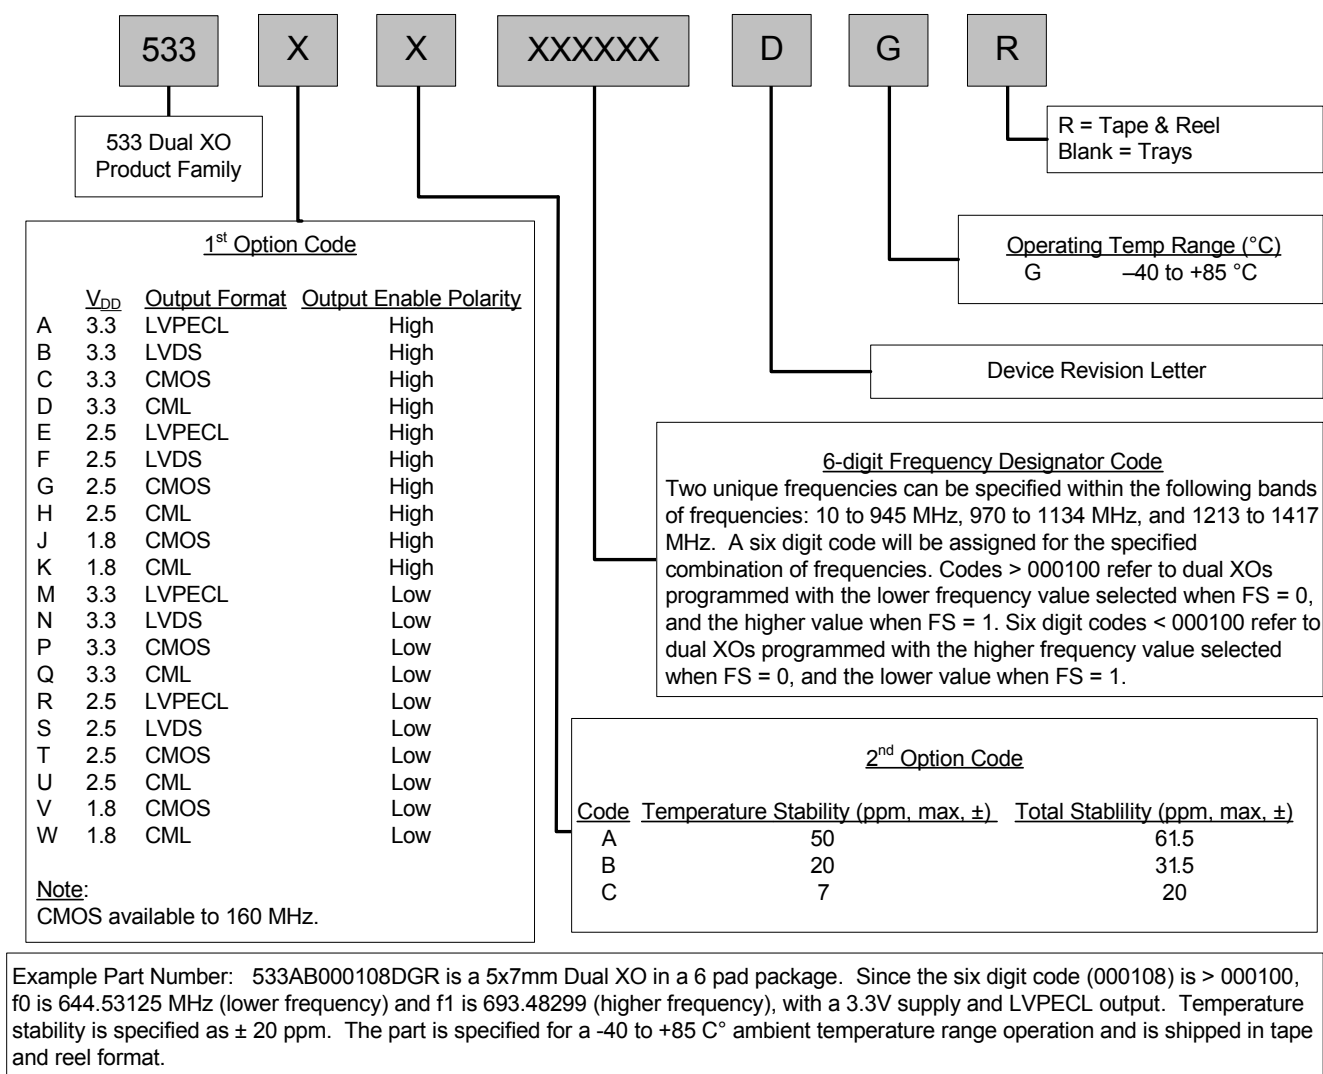 533 X X XXXXXX D G R
533 Dual XO
Product Family
R = Tape & Reel
Blank = Trays
1st Option Code
VDD Output Format Output Enable Polarity
A 3.3 LVPECL High
B 3.3 LVDS High
C 3.3 CMOS High
D 3.3 CML High
E 2.5 LVPECL High
F 2.5 LVDS High
G 2.5 CMOS High
H 2.5 CML High
J 1.8 CMOS High
K 1.8 CML High
M 3.3 LVPECL Low
N 3.3 LVDS Low
P 3.3 CMOS Low
Q 3.3 CML Low
R 2.5 LVPECL Low
S 2.5 LVDS Low
T 2.5 CMOS Low
U 2.5 CML Low
V 1.8 CMOS Low
W 1.8 CML Low
Note:
CMOS available to 160 MHz.
Operating Temp Range (°C)
G –40 to +85 °C
Device Revision Letter
6-digit Frequency Designator Code
Two unique frequencies can be specified within the following bands
of frequencies: 10 to 945 MHz, 970 to 1134 MHz, and 1213 to 1417
MHz. A six digit code will be assigned for the specified
combination of frequencies. Codes > 000100 refer to dual XOs
programmed with the lower frequency value selected when FS = 0,
and the higher value when FS = 1. Six digit codes < 000100 refer to
dual XOs programmed with the higher frequency value selected
when FS = 0, and the lower value when FS = 1.
2nd Option Code
Code Temperature Stability (ppm, max, ±) Total Stablility (ppm, max, ±)
A 50 61.5
B 20 31.5
C 7 20
Example Part Number: 533AB000108DGR is a 5x7mm Dual XO in a 6 pad package. Since the six digit code (000108) is > 000100,
f0 is 644.53125 MHz (lower frequency) and f1 is 693.48299 (higher frequency), with a 3.3V supply and LVPECL output. Temperature
stability is specified as ± 20 ppm. The part is specified for a -40 to +85 C° ambient temperature range operation and is shipped in tape
and reel format.